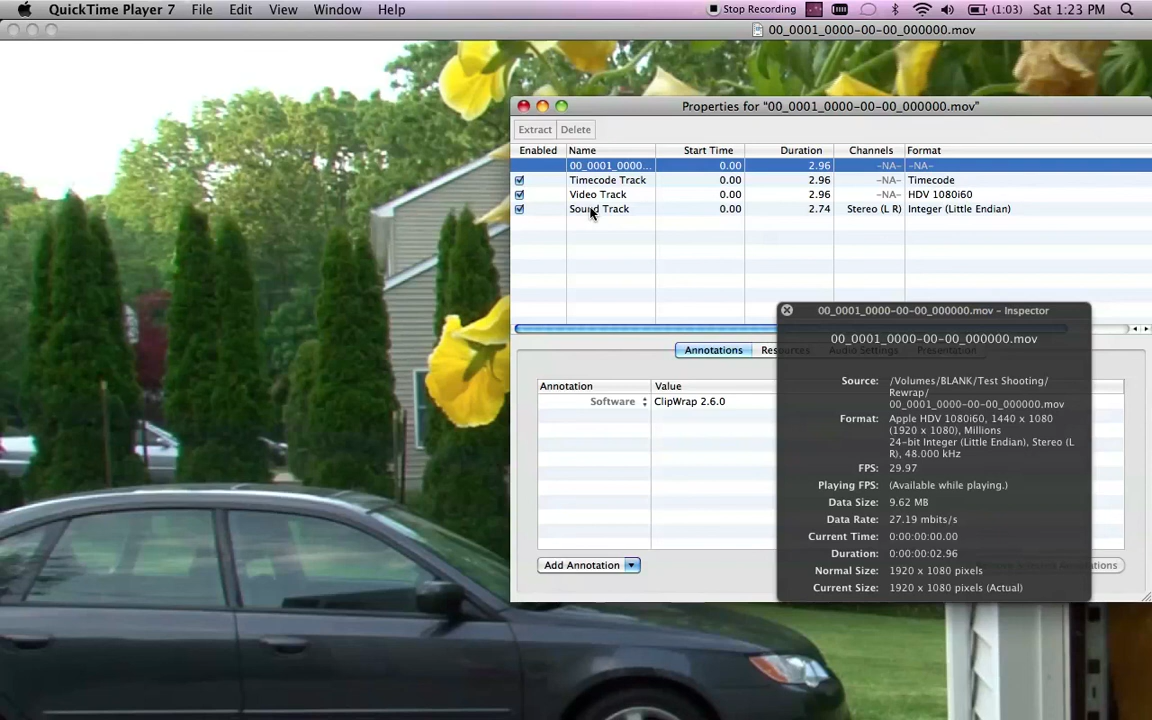 QuickTime Player 7 File Edit View Window Help Stop Recording (1:03) Sat 1:23 PM
00_0001_0000-00-00_000000.mov
Properties for "00_0001_0000-00-00_000000.mov"
Extract Delete
Enabled Name Start Time Duration Channels Format
00_0001_0000... 0.00 2.96 -NA- -NA-
Timecode Track 0.00 2.96 -NA- Timecode
Video Track 0.00 2.96 -NA- HDV 1080i60
Sound Track 0.00 2.74 Stereo (L R) Integer (Little Endian)
Annotations Resources Audio Settings Presentation
Annotation Value
Software ClipWrap 2.6.0
Add Annotation
00_0001_0000-00-00_000000.mov - Inspector
00_0001_0000-00-00_000000.mov
Source: /Volumes/BLANK/Test Shooting/
Rewrap/
00_0001_0000-00-00_000000.mov
Format: Apple HDV 1080i60, 1440 x 1080
(1920 x 1080), Millions
24-bit Integer (Little Endian), Stereo (L
R), 48.000 kHz
FPS: 29.97
Playing FPS: (Available while playing.)
Data Size: 9.62 MB
Data Rate: 27.19 mbits/s
Current Time: 0:00:00:00.00
Duration: 0:00:00:02.96
Normal Size: 1920 x 1080 pixels
Current Size: 1920 x 1080 pixels (Actual)